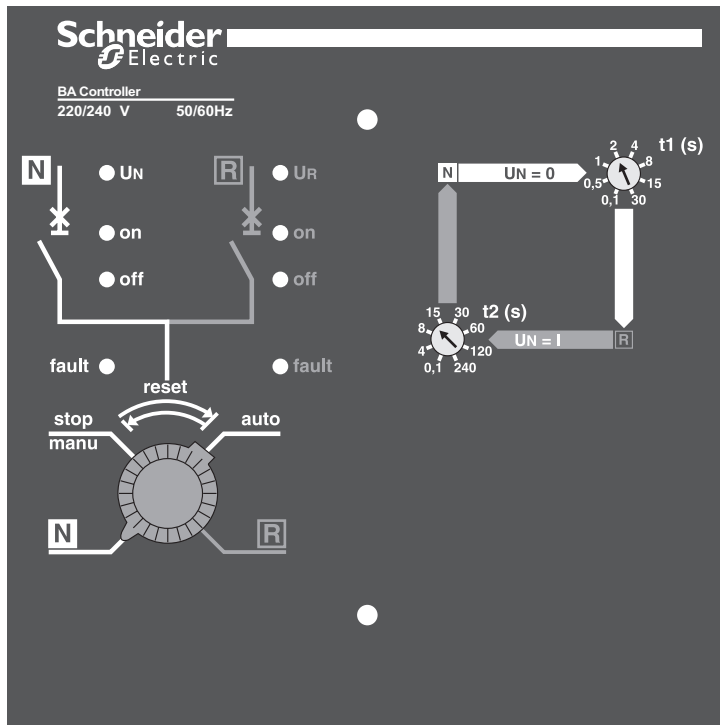 Schneider
Electric
BA Controller
220/240 V 50/60Hz
N UN R UR
on on
off off
fault fault
reset
stop auto
manu
N R
N UN = 0
t1 (s)
0,1 0,5 1 2 4 8 15 30
t2 (s)
0,1 4 8 15 30 60 120 240
UN = I R